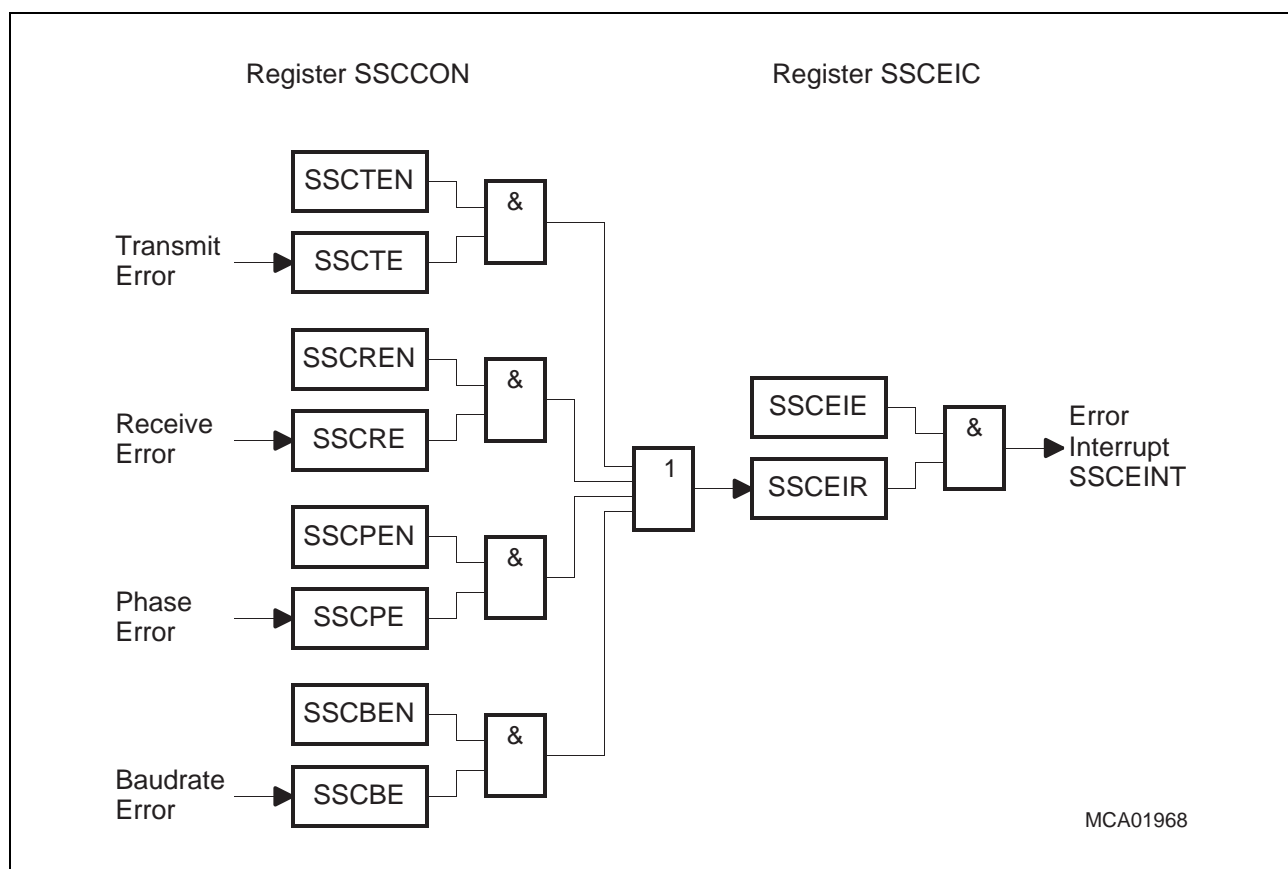 Register SSCCON
Register SSCEIC
SSCTEN
&
Transmit
Error
SSCTE
SSCREN
&
Receive
Error
SSCRE
SSCEIE
&
Error
Interrupt
SSCEINT
1
SSCEIR
SSCPEN
&
Phase
Error
SSCPE
SSCBEN
&
Baudrate
Error
SSCBE
MCA01968